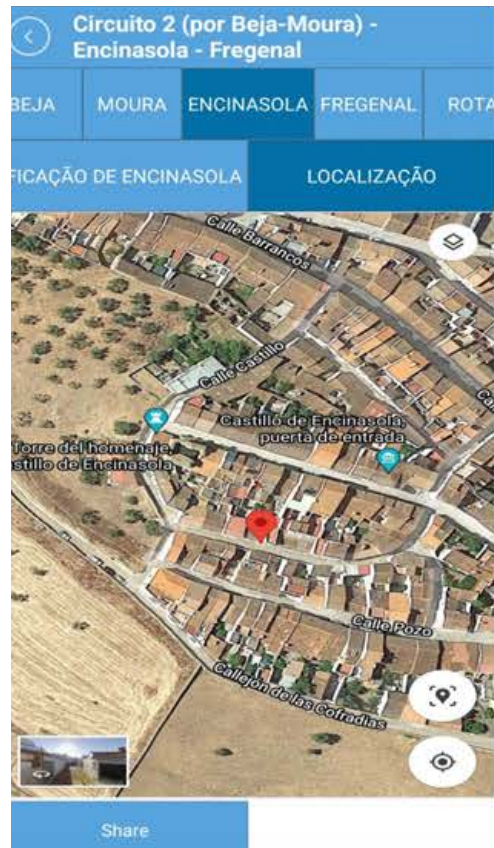 Circuito 2 (por Beja-Moura) -
Encinasola - Fregenal
BEJA
MOURA
ENCINASOLA
FREGENAL
ROTA
FICAÇÃO DE ENCINASOLA
LOCALIZAÇÃO
Calle Barrancos
Calle Castillo
Castillo de Encinasola,
puerta de entrada
Torre del homenaje,
stillo de Encinasola
Calle Pozo
Callejón de las Cofradias
Share